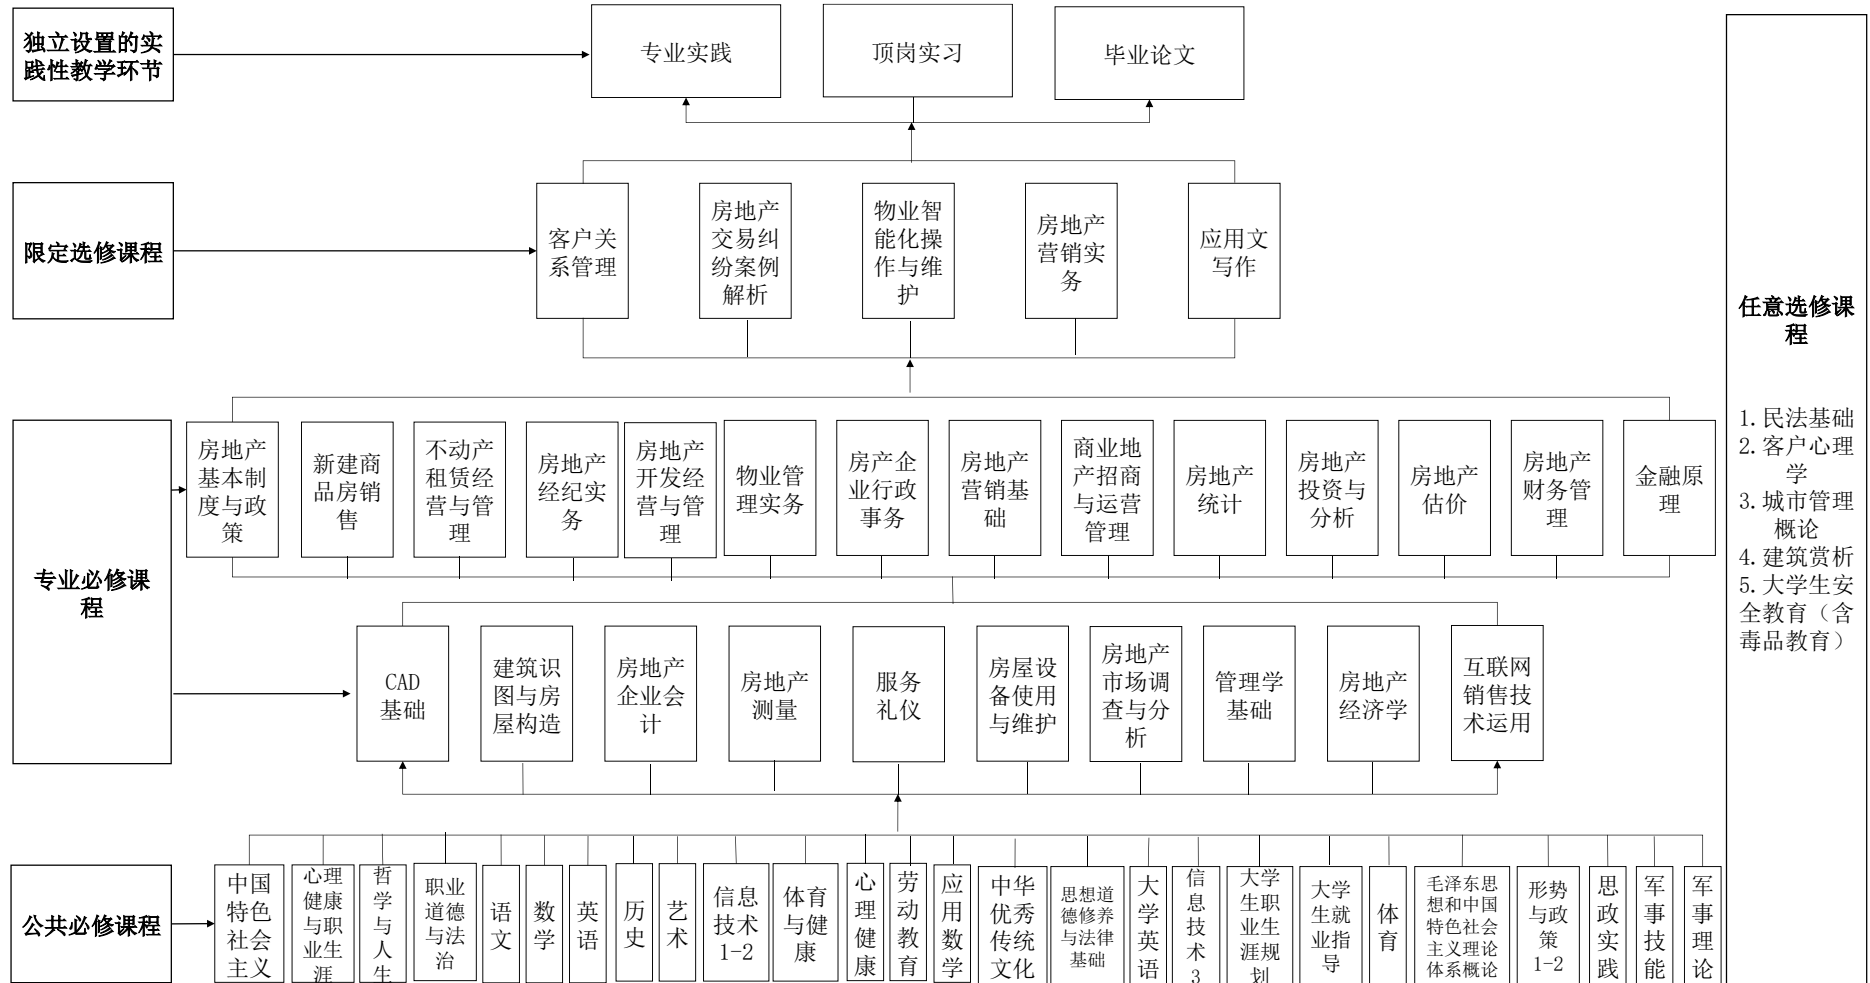 独立设置的实
践性教学环节
专业实践
顶岗实习
毕业论文
限定选修课程
客户关
系管理
房地产
交易纠
纷案例
解析
物业智
能化操
作与维
护
房地产
营销实
务
应用文
写作
专业必修课
程
房地产
基本制
度与政
策
新建商
品房销
售
不动产
租赁经
营与管
理
房地产
经纪实
务
房地产
开发经
营与管
理
物业管
理实务
房产企
业行政
事务
房地产
营销基
础
商业地
产招商
与运营
管理
房地产
统计
房地产
投资与
分析
房地产
估价
房地产
财务管
理
金融原
理
CAD
基础
建筑识
图与房
屋构造
房地产
企业会
计
房地产
测量
服务
礼仪
房屋设
备使用
与维护
房地产
市场调
查与分
析
管理学
基础
房地产
经济学
互联网
销售技
术运用
公共必修课程
中国
特色
社会
主义
心理
健康
与职
业生
涯
哲
学
与
人
生
职业
道德
与法
治
语
文
数
学
英
语
历
史
艺
术
信息
技术
1-2
体育
与健
康
心
理
健
康
劳
动
教
育
应
用
数
学
中华
优秀
传统
文化
思想道
德修养
与法律
基础
大
学
英
语
信
息
技
术
3
大学
生职
业生
涯规
划
大学
生就
业指
导
体
育
毛泽东思
想和中国
特色社会
主义理论
体系概论
形势
与政
策
1-2
思
政
实
践
军
事
技
能
军
事
理
论
任意选修课
程
1.民法基础
2.客户心理
学
3.城市管理
概论
4.建筑赏析
5.大学生安
全教育（含
毒品教育）